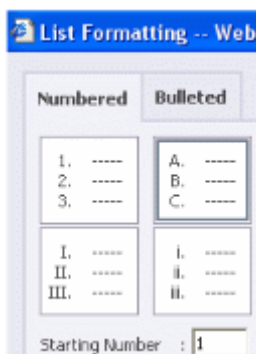 List Formatting -- Web
Numbered Bulleted
1. ----- A. -----
2. ----- B. -----
3. ----- C. -----
I. ----- i. -----
II. ----- ii. -----
III. ----- iii. -----
Starting Number : 1